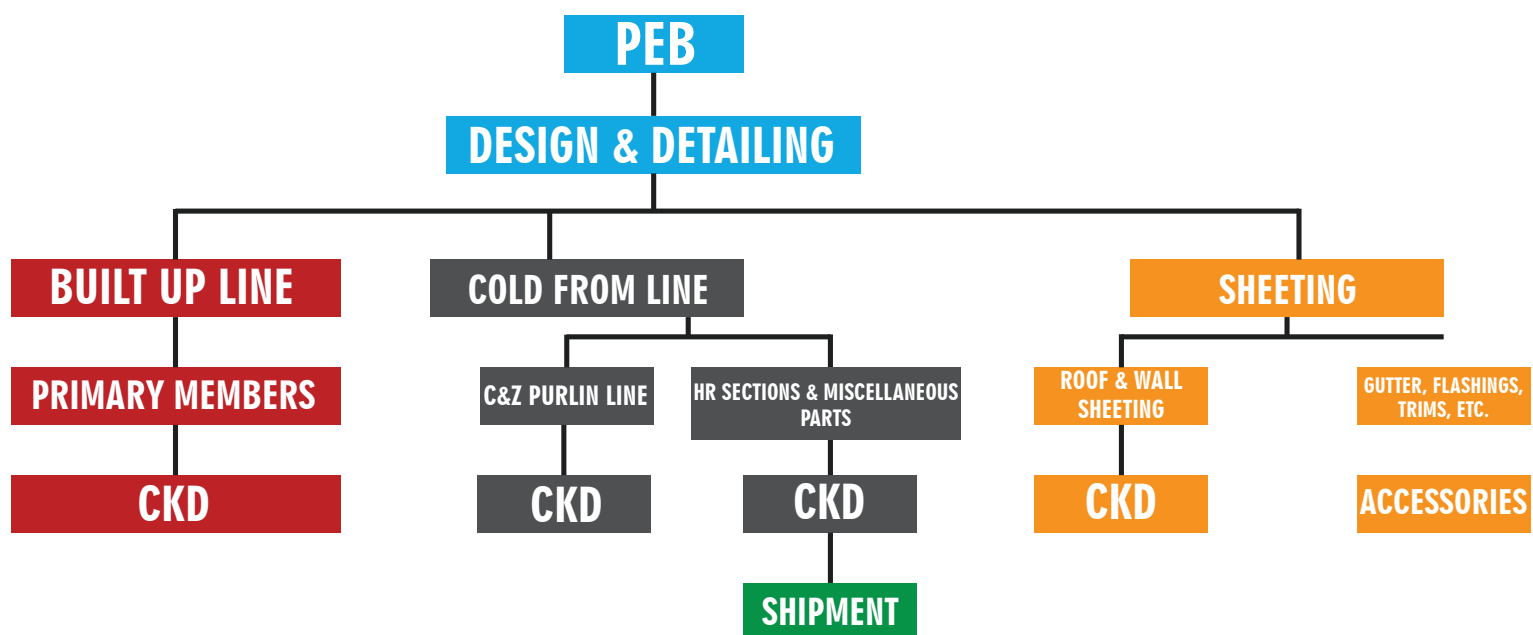 PEB
DESIGN & DETAILING
BUILT UP LINE
COLD FROM LINE
SHEETING
PRIMARY MEMBERS
C&Z PURLIN LINE
HR SECTIONS & MISCELLANEOUS
PARTS
ROOF & WALL
SHEETING
GUTTER, FLASHINGS,
TRIMS, ETC.
CKD
CKD
CKD
CKD
ACCESSORIES
SHIPMENT